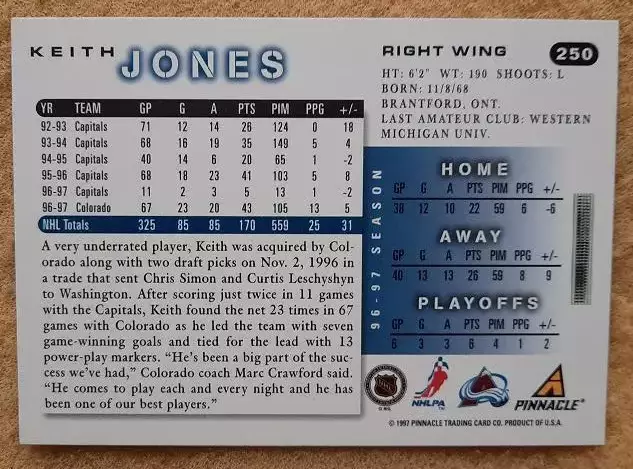 KEITH JONES
RIGHT WING 250
HT: 6'2" WT: 190 SHOOTS: L
BORN: 11/8/68
BRANTFORD, ONT.
LAST AMATEUR CLUB: WESTERN
MICHIGAN UNIV.
YR TEAM GP G A PTS PIM PPG +/-
92-93 Capitals 71 12 14 26 124 0 18
93-94 Capitals 68 16 19 35 149 5 4
94-95 Capitals 40 14 6 20 65 1 -2
95-96 Capitals 68 18 23 41 103 5 8
96-97 Capitals 11 2 3 5 13 1 -2
96-97 Colorado 67 23 20 43 105 13 5
NHL Totals 325 85 85 170 559 25 31
A very underrated player, Keith was acquired by Col-
orado along with two draft picks on Nov. 2, 1996 in
a trade that sent Chris Simon and Curtis Leschyshyn
to Washington. After scoring just twice in 11 games
with the Capitals, Keith found the net 23 times in 67
games with Colorado as he led the team with seven
game-winning goals and tied for the lead with 13
power-play markers. "He's been a big part of the suc-
cess we've had," Colorado coach Marc Crawford said.
"He comes to play each and every night and he has
been one of our best players."
96-97 SEASON
HOME
GP G A PTS PIM PPG +/-
38 12 10 22 59 6 -6
AWAY
GP G A PTS PIM PPG +/-
40 13 13 26 59 8 9
PLAYOFFS
GP G A PTS PIM PPG +/-
6 3 3 6 4 1 2
NHL
NHLPA
PINNACLE
© 1997 PINNACLE TRADING CARD CO. PRODUCT OF U.S.A.